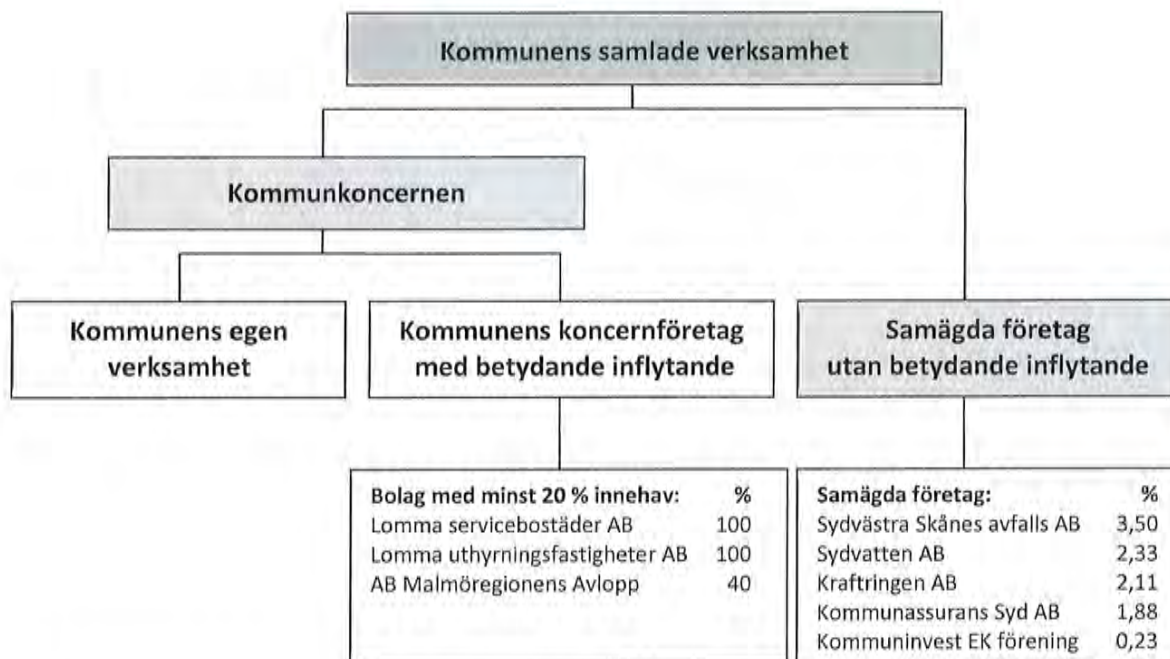 Kommunens samlade verksamhet
Kommunkoncernen
Kommunens egen
verksamhet
Kommunens koncernföretag
med betydande inflytande
Samägda företag
utan betydande inflytande
Bolag med minst 20 % innehav: %
Lomma servicebostäder AB 100
Lomma uthyrningsfastigheter AB 100
AB Malmöregionens Avlopp 40
Samägda företag: %
Sydvästra Skånes avfalls AB 3,50
Sydvatten AB 2,33
Kraftringen AB 2,11
Kommunassurans Syd AB 1,88
Kommuninvest EK förening 0,23